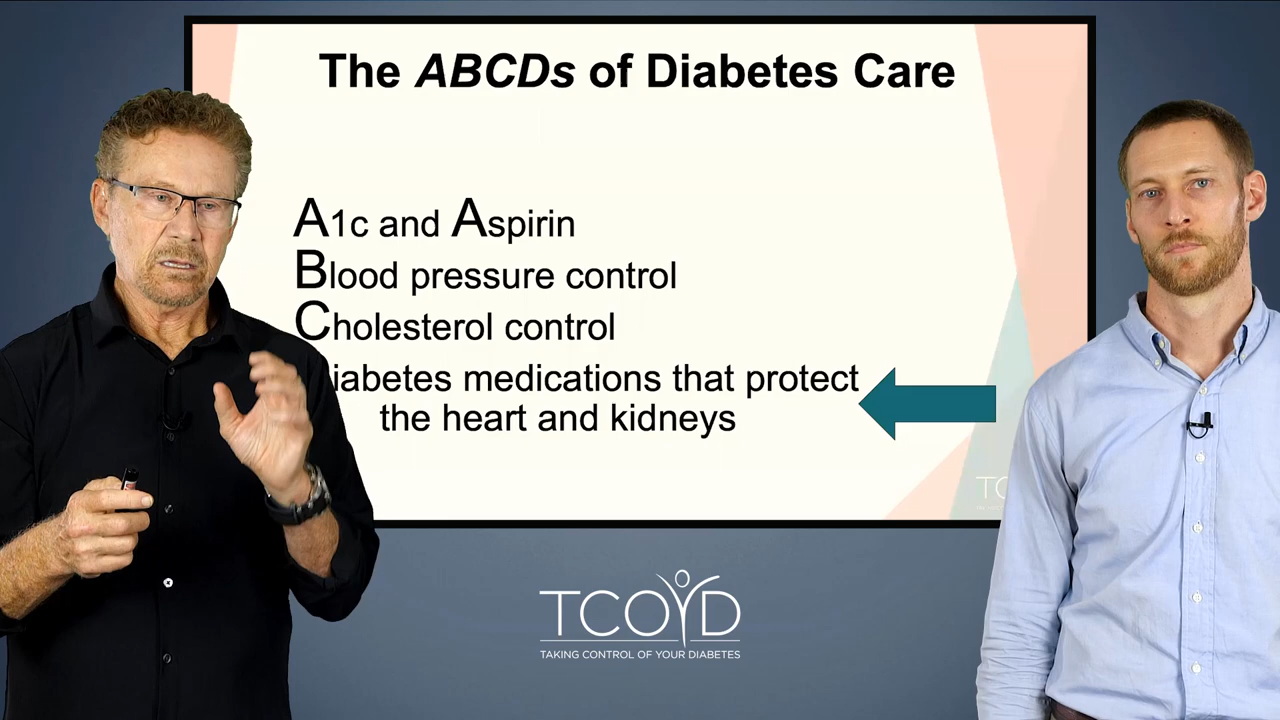 The ABCDs of Diabetes Care
A1c and Aspirin
Blood pressure control
Cholesterol control
iabetes medications that protect
the heart and kidneys
TC
TCOYD
TAKING CONTROL OF YOUR DIABETES